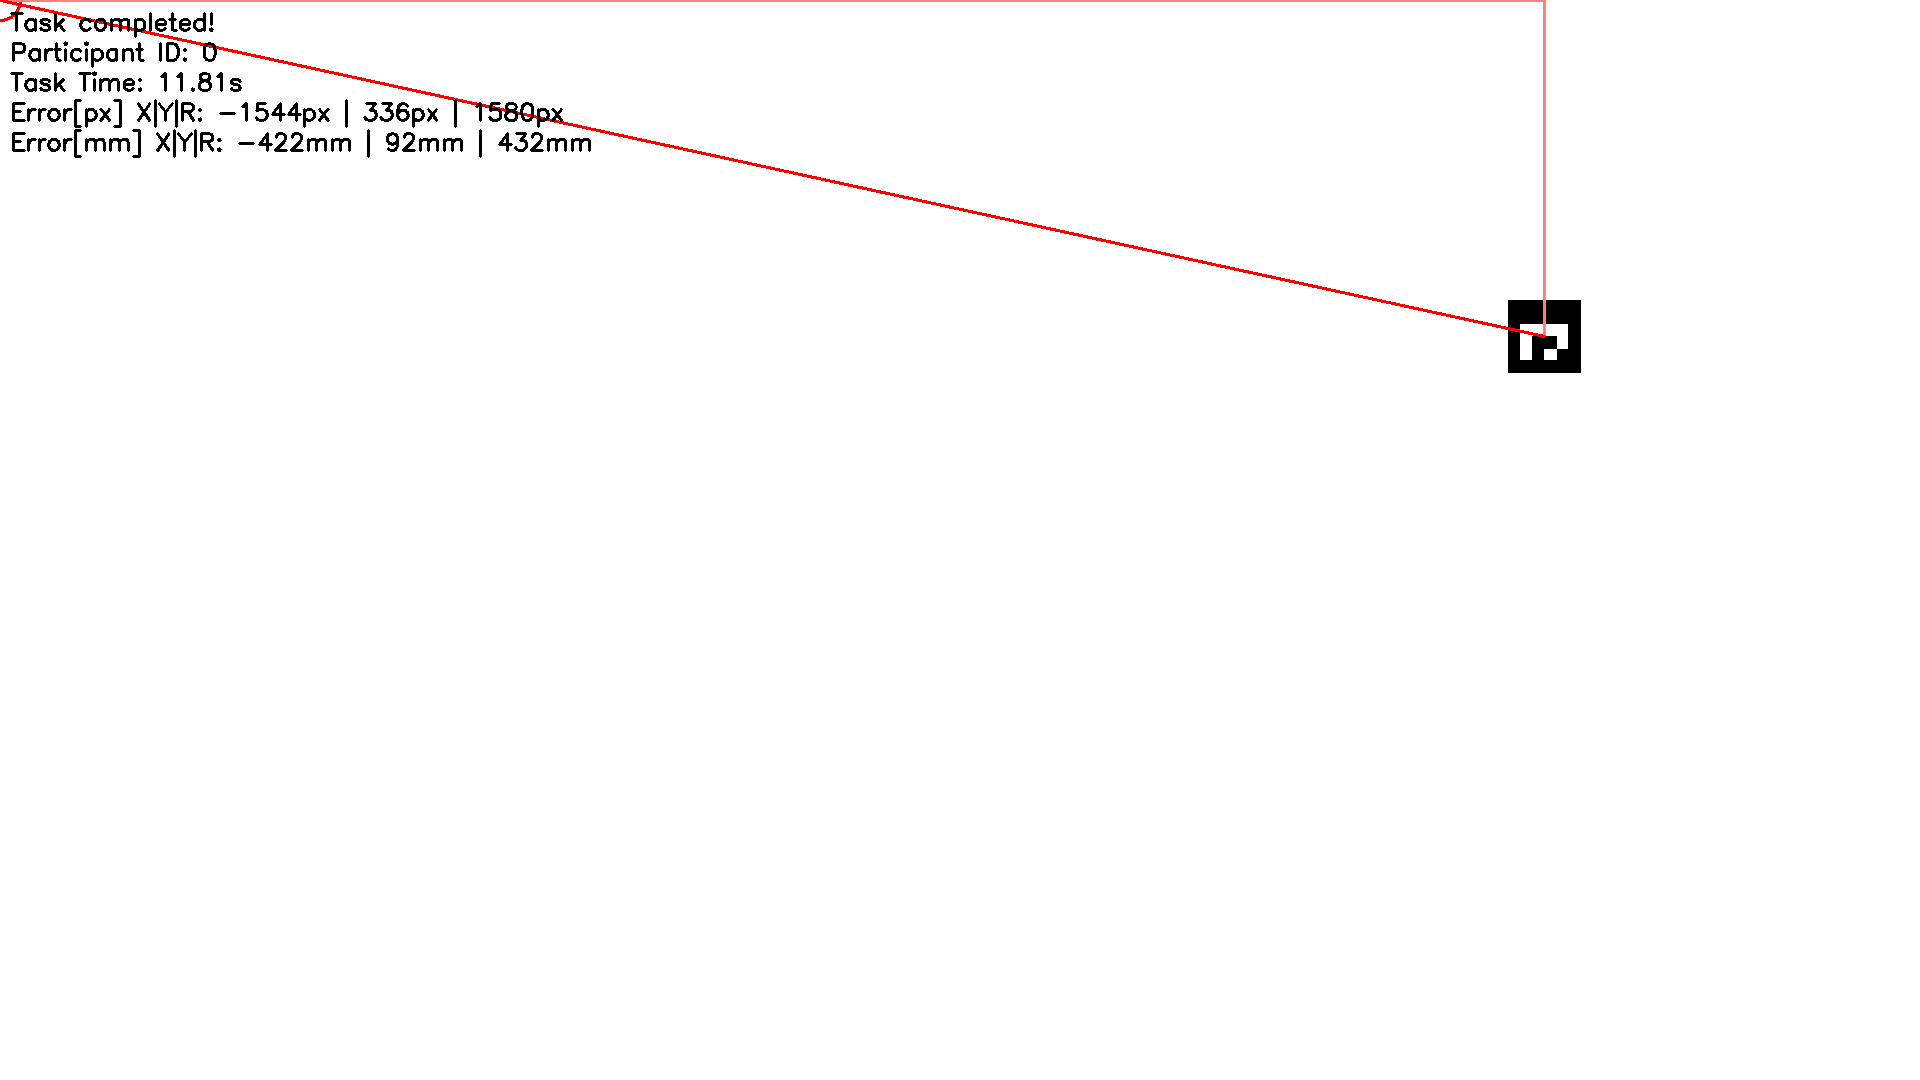 Task completed!
Participant ID: 0
Task Time: 11.81s
Error[px] X|Y|R: -1544px | 336px | 1580px
Error[mm] X|Y|R: -422mm | 92mm | 432mm